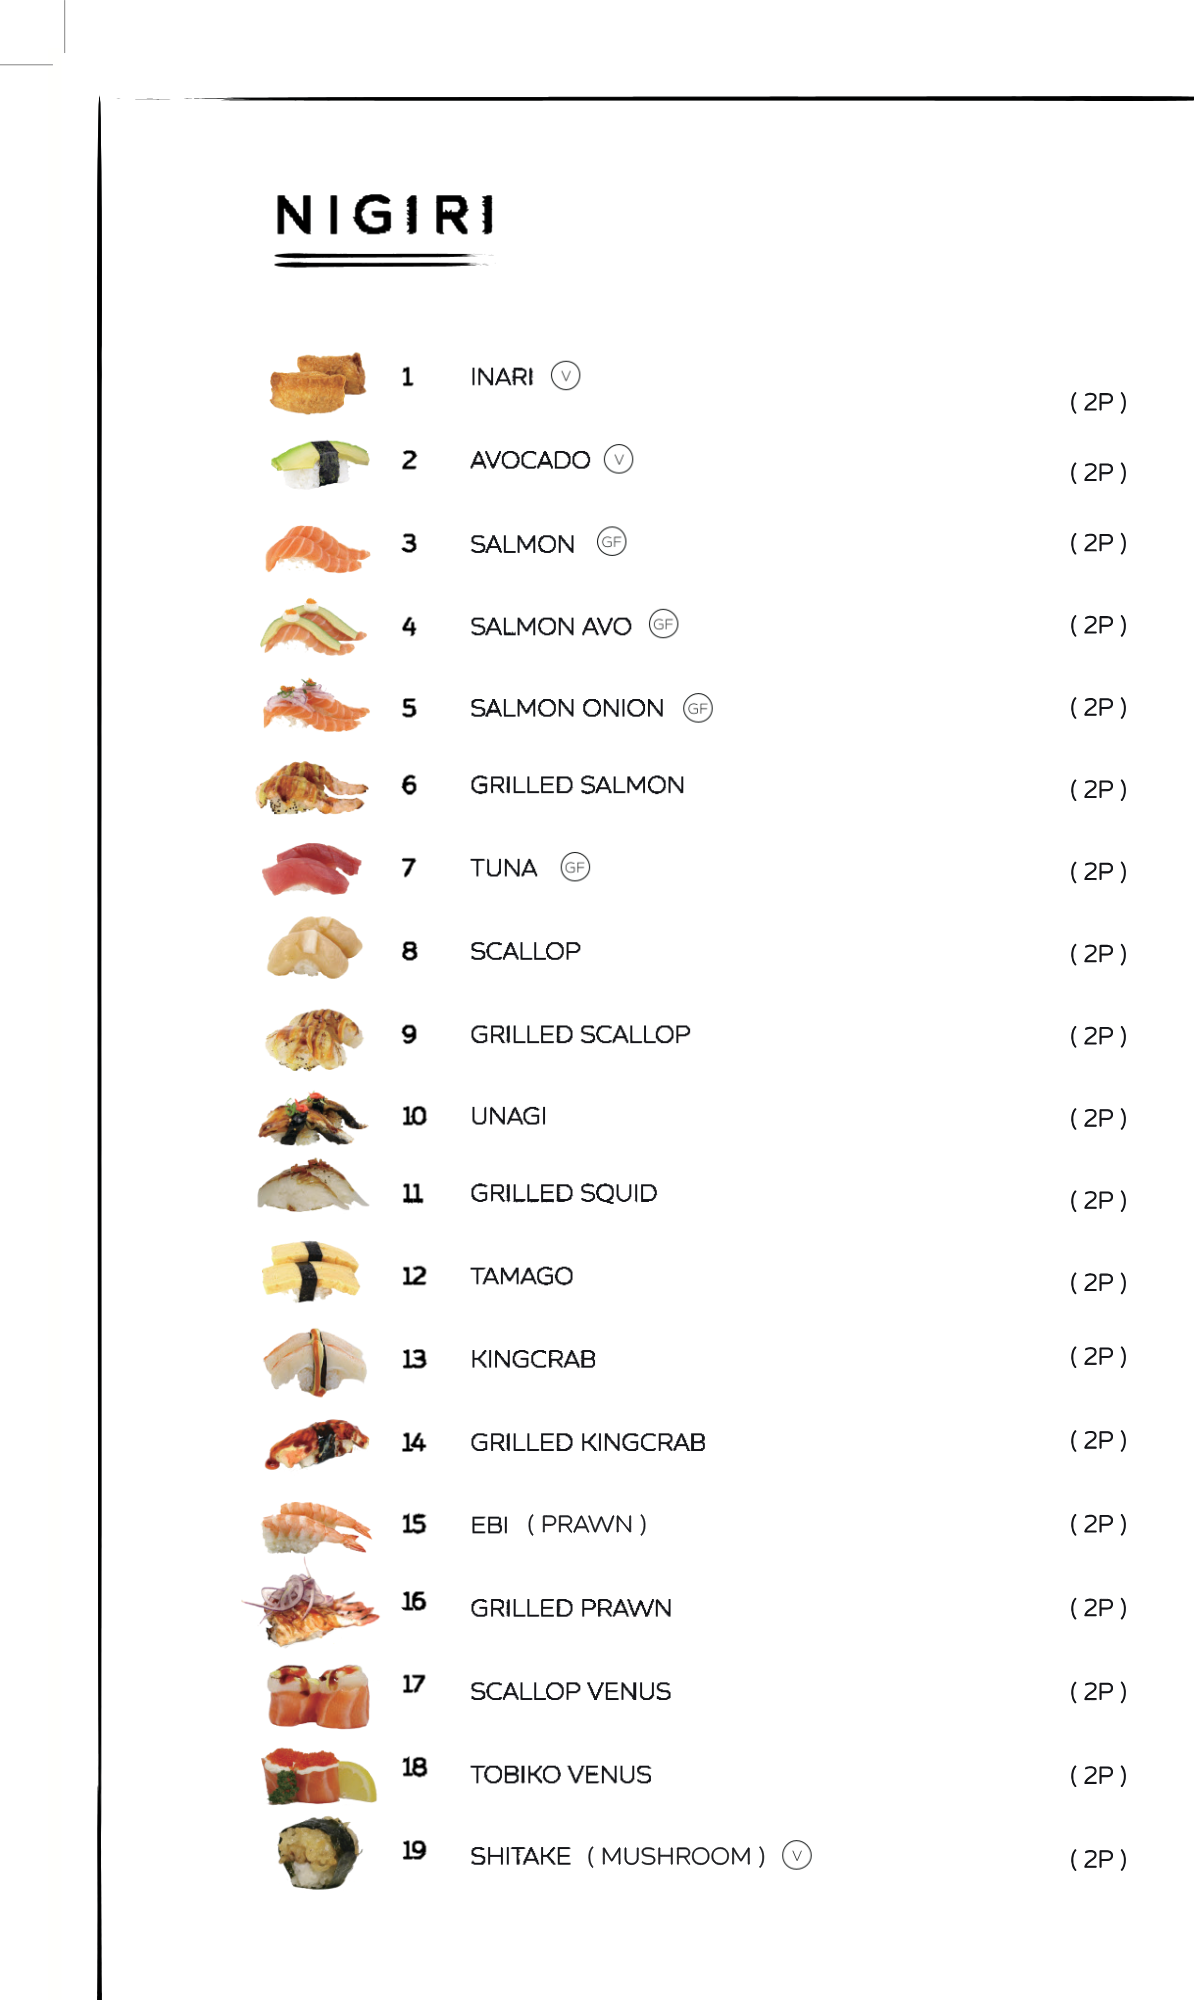 NIGIRI
1 INARI V (2P)
2 AVOCADO V (2P)
3 SALMON GF (2P)
4 SALMON AVO GF (2P)
5 SALMON ONION GF (2P)
6 GRILLED SALMON (2P)
7 TUNA GF (2P)
8 SCALLOP (2P)
9 GRILLED SCALLOP (2P)
10 UNAGI (2P)
11 GRILLED SQUID (2P)
12 TAMAGO (2P)
13 KINGCRAB (2P)
14 GRILLED KINGCRAB (2P)
15 EBI (PRAWN) (2P)
16 GRILLED PRAWN (2P)
17 SCALLOP VENUS (2P)
18 TOBIKO VENUS (2P)
19 SHITAKE (MUSHROOM) V (2P)